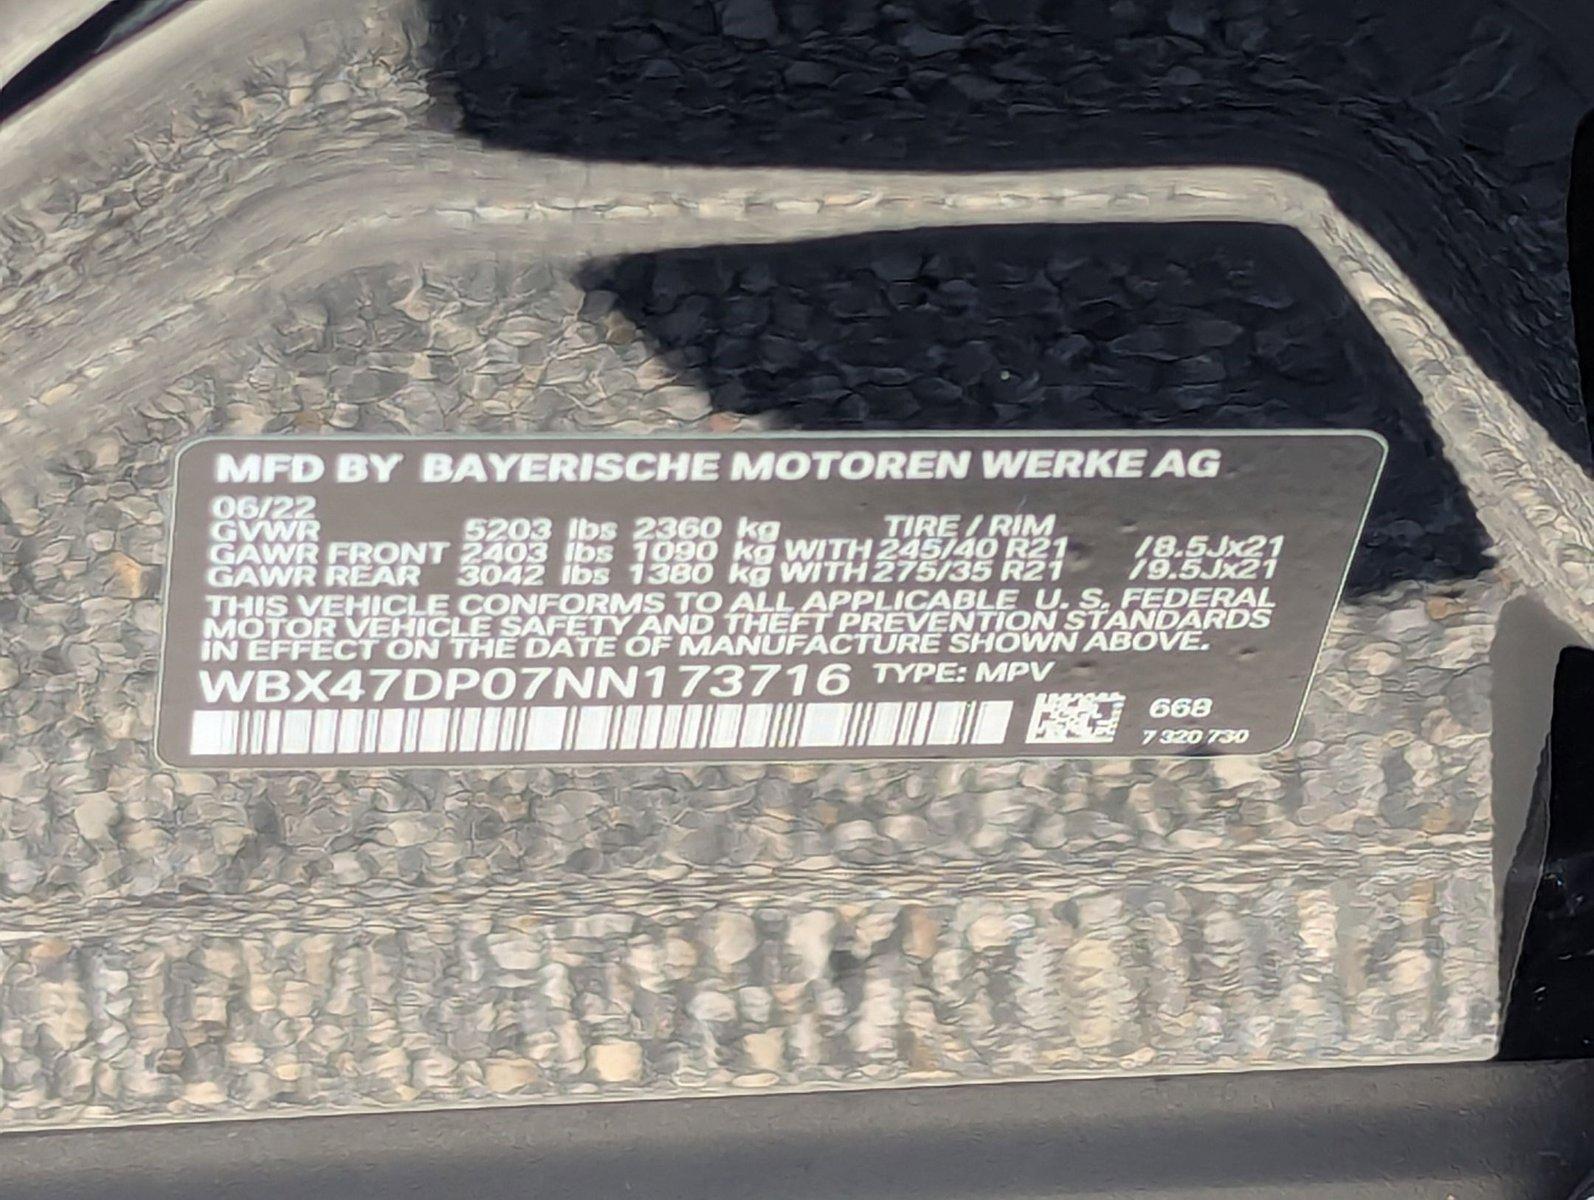 MFD BY BAYERISCHE MOTOREN WERKE AG
06/22
GVWR 5203 lbs 2360 kg TIRE / RIM
GAWR FRONT 2403 lbs 1090 kg WITH 245/40 R21 /8.5Jx21
GAWR REAR 3042 lbs 1380 kg WITH 275/35 R21 /9.5Jx21
THIS VEHICLE CONFORMS TO ALL APPLICABLE U. S. FEDERAL
MOTOR VEHICLE SAFETY AND THEFT PREVENTION STANDARDS
IN EFFECT ON THE DATE OF MANUFACTURE SHOWN ABOVE.
WBX47DP07NN173716 TYPE: MPV
668
7 320 730